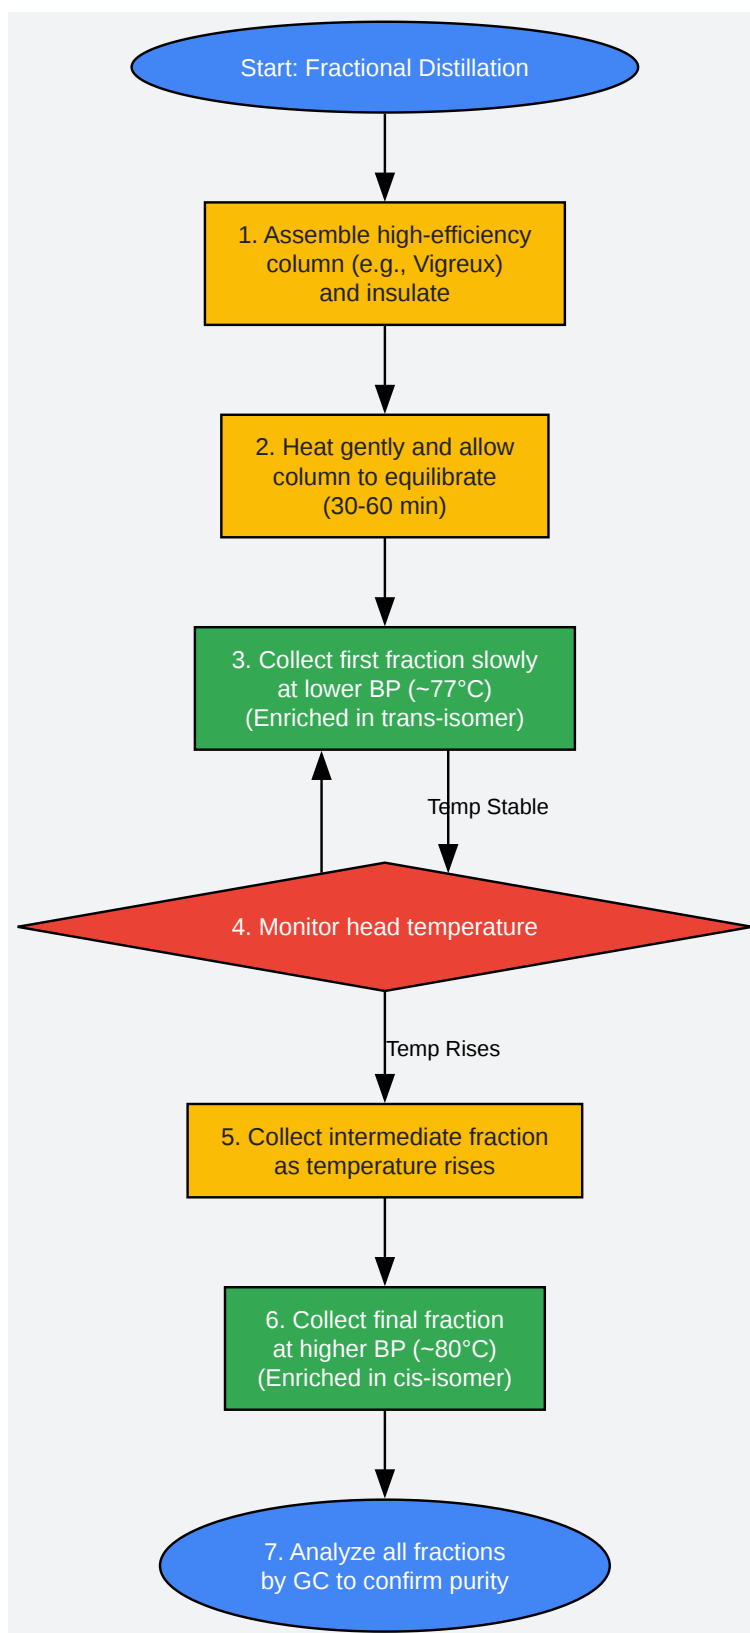 Start: Fractional Distillation
1. Assemble high-efficiency
column (e.g., Vigreux)
and insulate
2. Heat gently and allow
column to equilibrate
(30-60 min)
3. Collect first fraction slowly
at lower BP (~77°C)
(Enriched in trans-isomer)
Temp Stable
4. Monitor head temperature
Temp Rises
5. Collect intermediate fraction
as temperature rises
6. Collect final fraction
at higher BP (~80°C)
(Enriched in cis-isomer)
7. Analyze all fractions
by GC to confirm purity